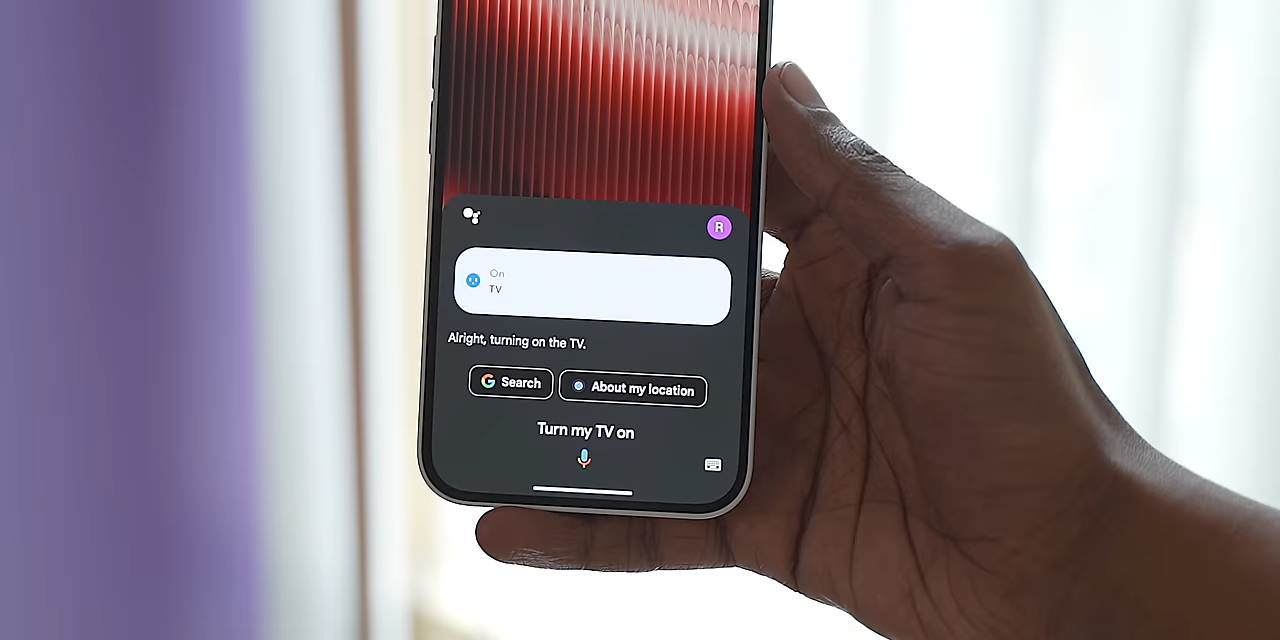 R
On
TV
Alright, turning on the TV.
Search
About my location
Turn my TV on